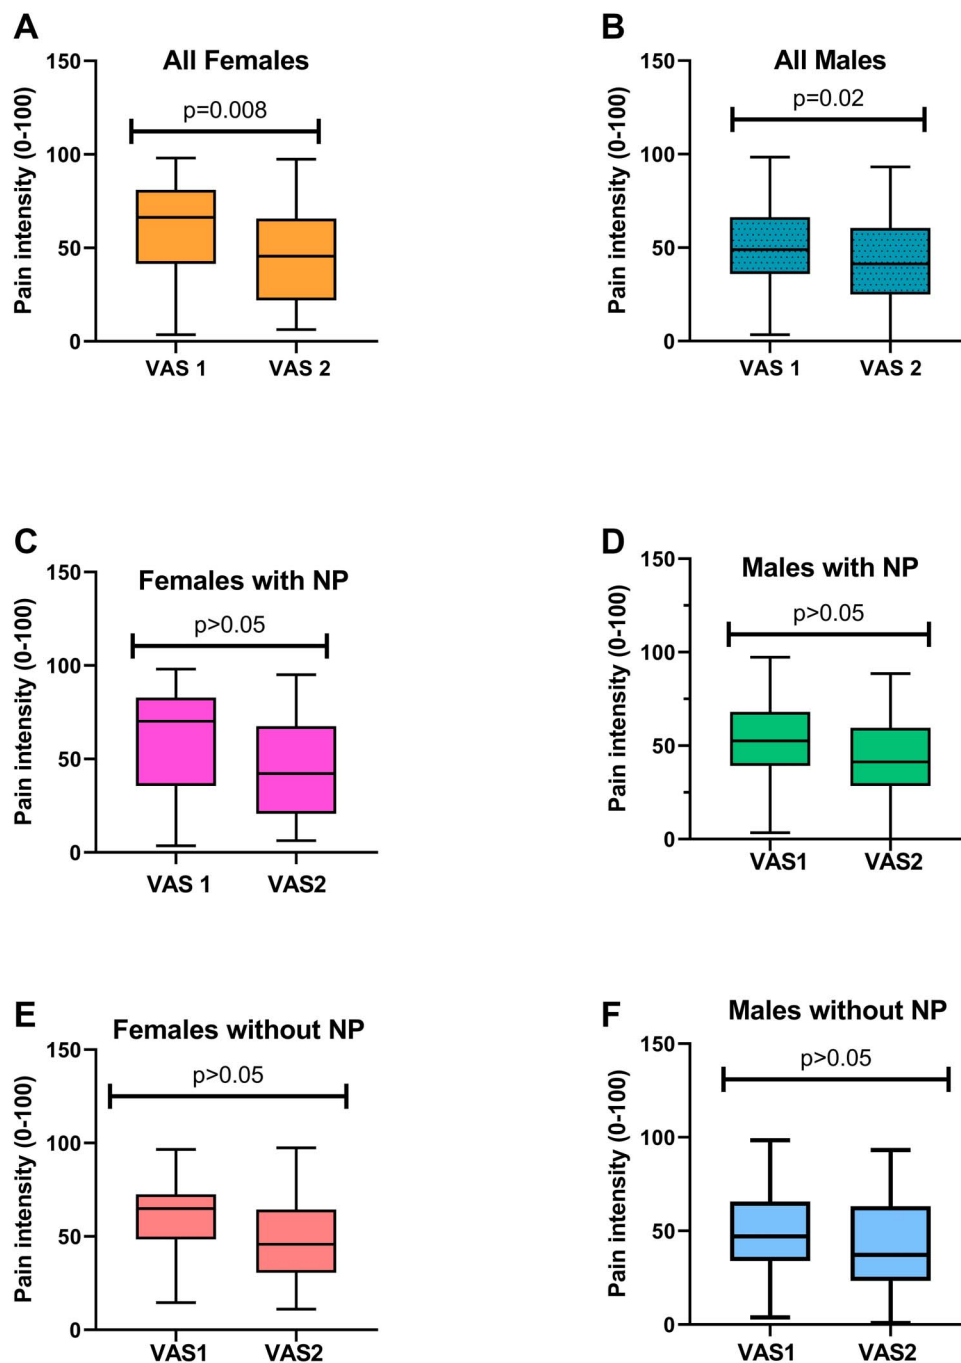 A
All Females
p=0.008
Pain intensity (0-100)
150
100
50
0
VAS 1
VAS 2
B
All Males
p=0.02
Pain intensity (0-100)
150
100
50
0
VAS 1
VAS 2
C
Females with NP
p>0.05
Pain intensity (0-100)
150
100
50
0
VAS 1
VAS2
D
Males with NP
p>0.05
Pain intensity (0-100)
150
100
50
0
VAS1
VAS2
E
Females without NP
p>0.05
Pain intensity (0-100)
150
100
50
0
VAS1
VAS2
F
Males without NP
p>0.05
Pain intensity (0-100)
150
100
50
0
VAS1
VAS2